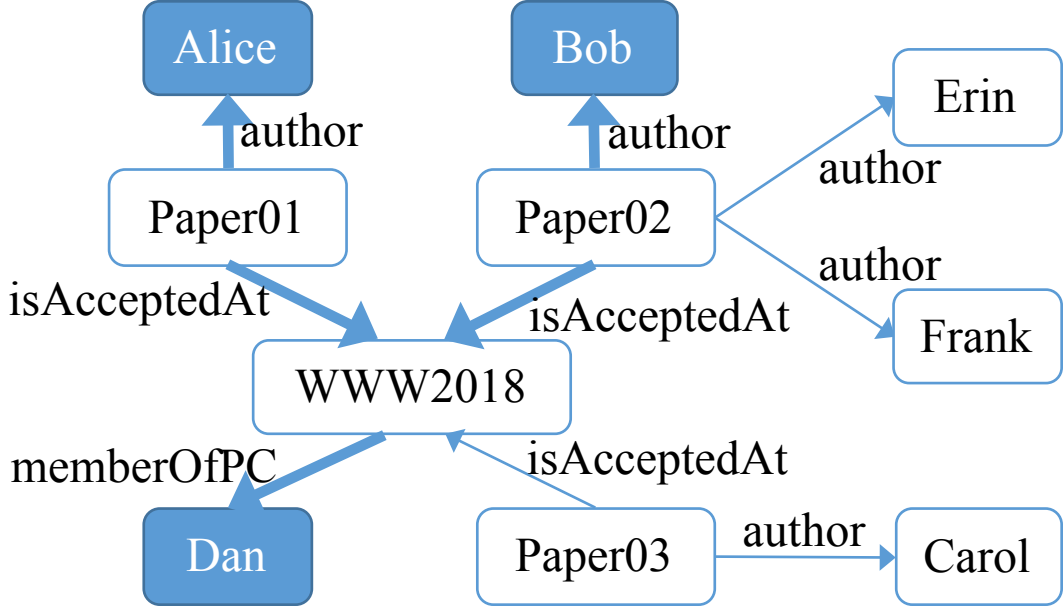 Alice
Bob
Erin
author
author
author
Paper01
Paper02
author
isAcceptedAt
isAcceptedAt
Frank
WWW2018
memberOfPC
isAcceptedAt
author
Dan
Paper03
Carol